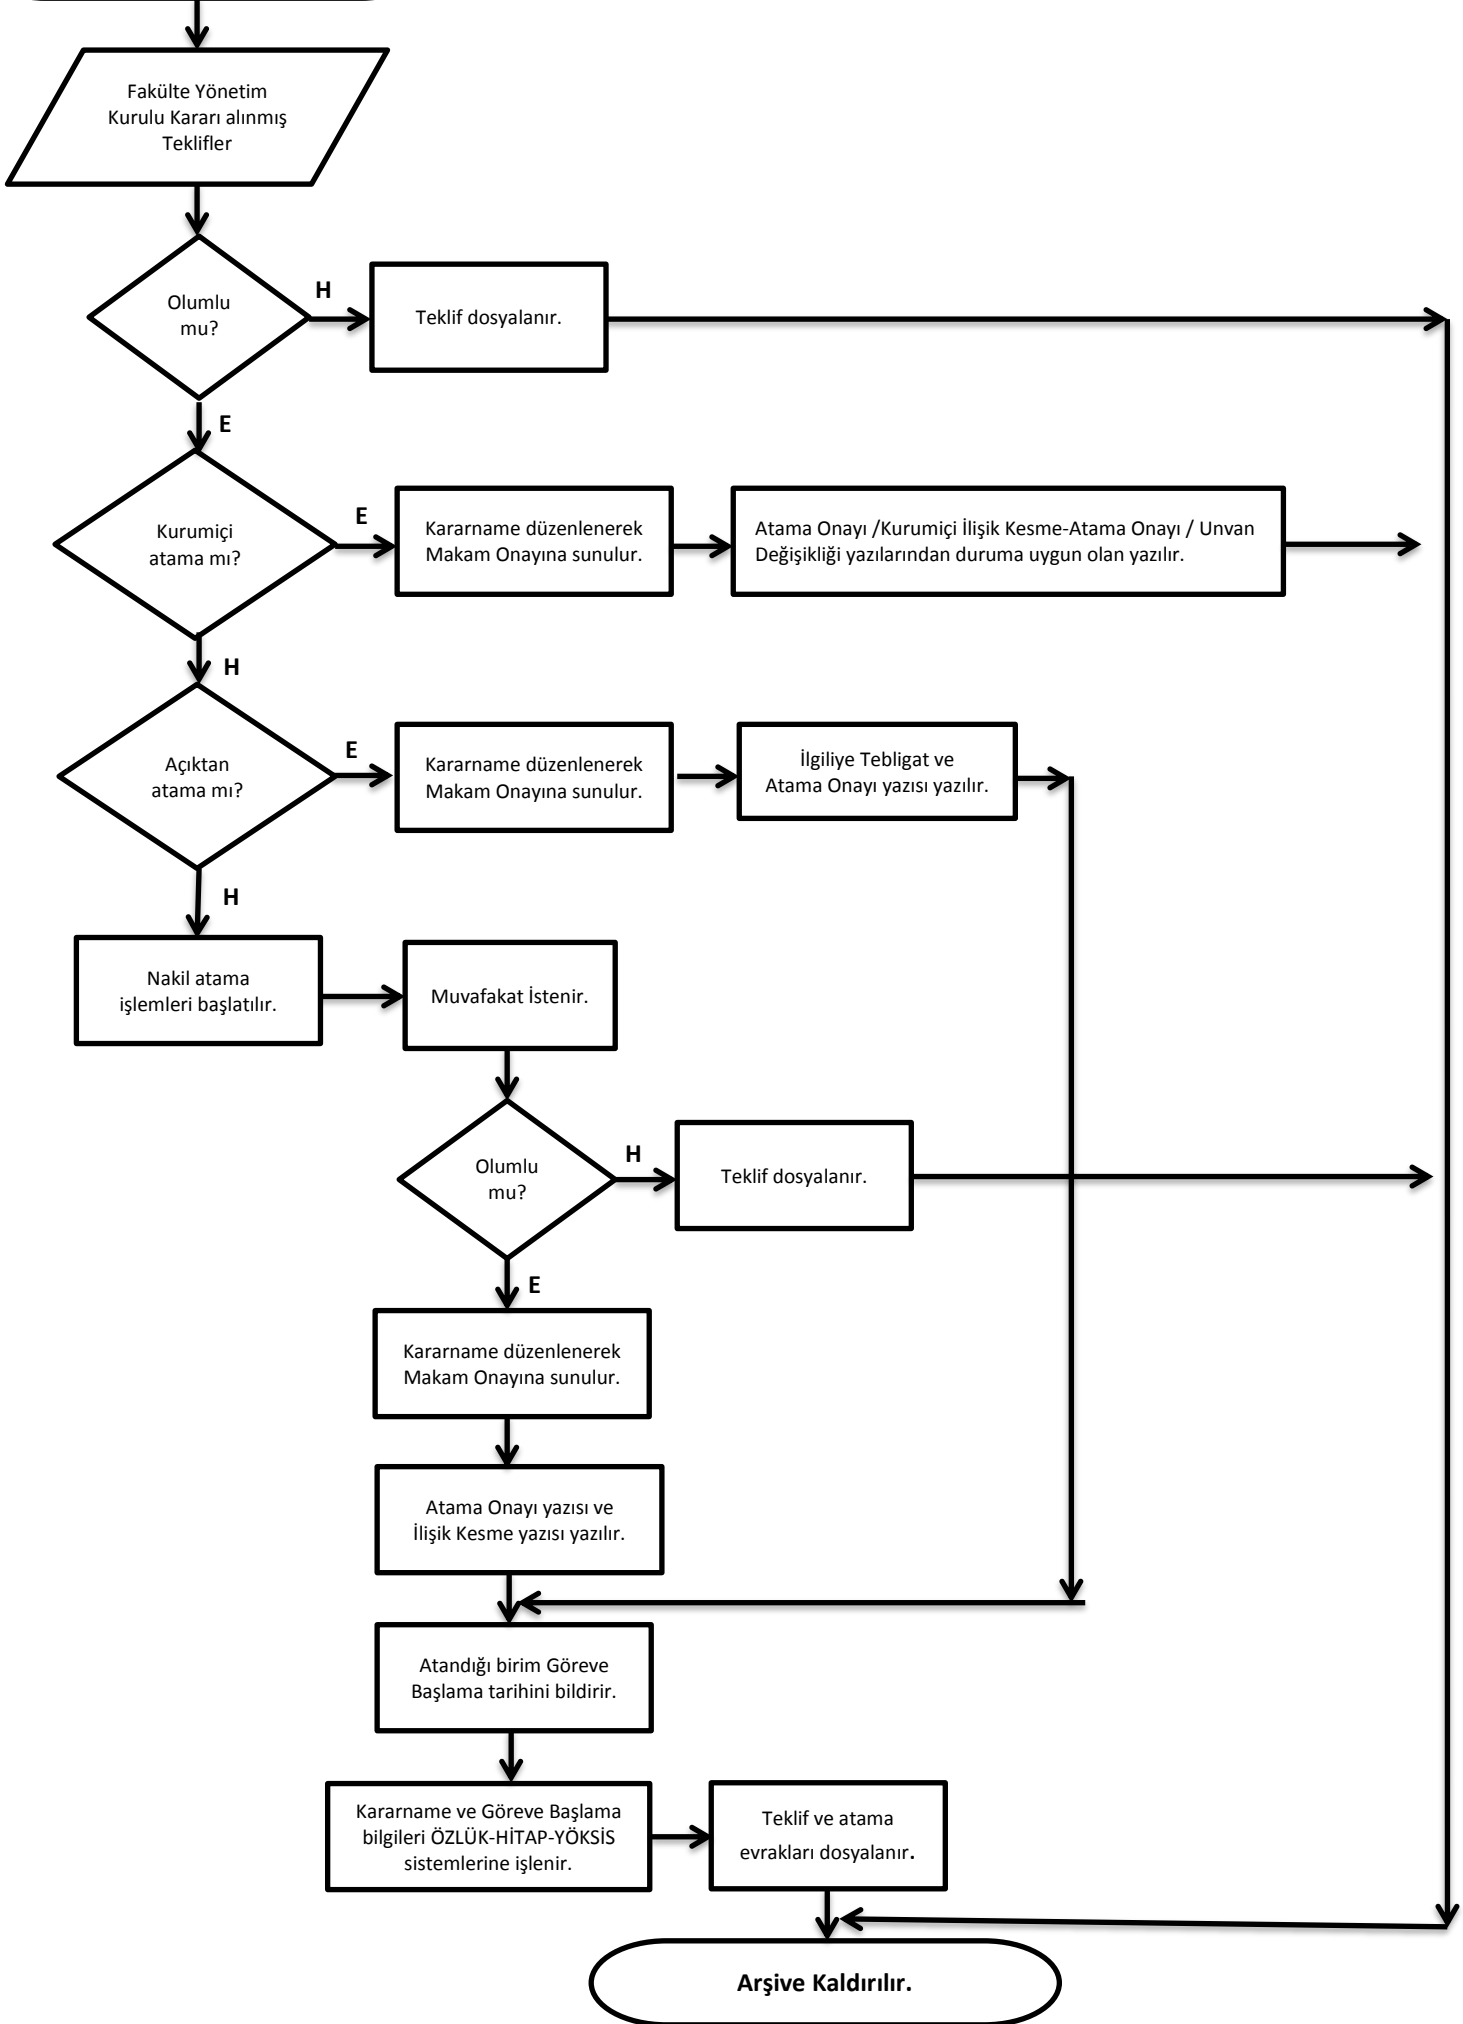 Fakülte Yönetim
Kurulu Kararı alınmış
Teklifler
Olumlu
mu?
H
Teklif dosyalanır.
E
Kurumiçi
atama mı?
E
Kararname düzenlenerek
Makam Onayına sunulur.
Atama Onayı /Kurumiçi İlişik Kesme-Atama Onayı / Unvan
Değişikliği yazılarından duruma uygun olan yazılır.
H
Açıktan
atama mı?
E
Kararname düzenlenerek
Makam Onayına sunulur.
İlgiliye Tebligat ve
Atama Onayı yazısı yazılır.
H
Nakil atama
işlemleri başlatılır.
Muvafakat İstenir.
Olumlu
mu?
H
Teklif dosyalanır.
E
Kararname düzenlenerek
Makam Onayına sunulur.
Atama Onayı yazısı ve
İlişik Kesme yazısı yazılır.
Atandığı birim Göreve
Başlama tarihini bildirir.
Kararname ve Göreve Başlama
bilgileri ÖZLÜK-HİTAP-YÖKSİS
sistemlerine işlenir.
Teklif ve atama
evrakları dosyalanır.
Arşive Kaldırılır.